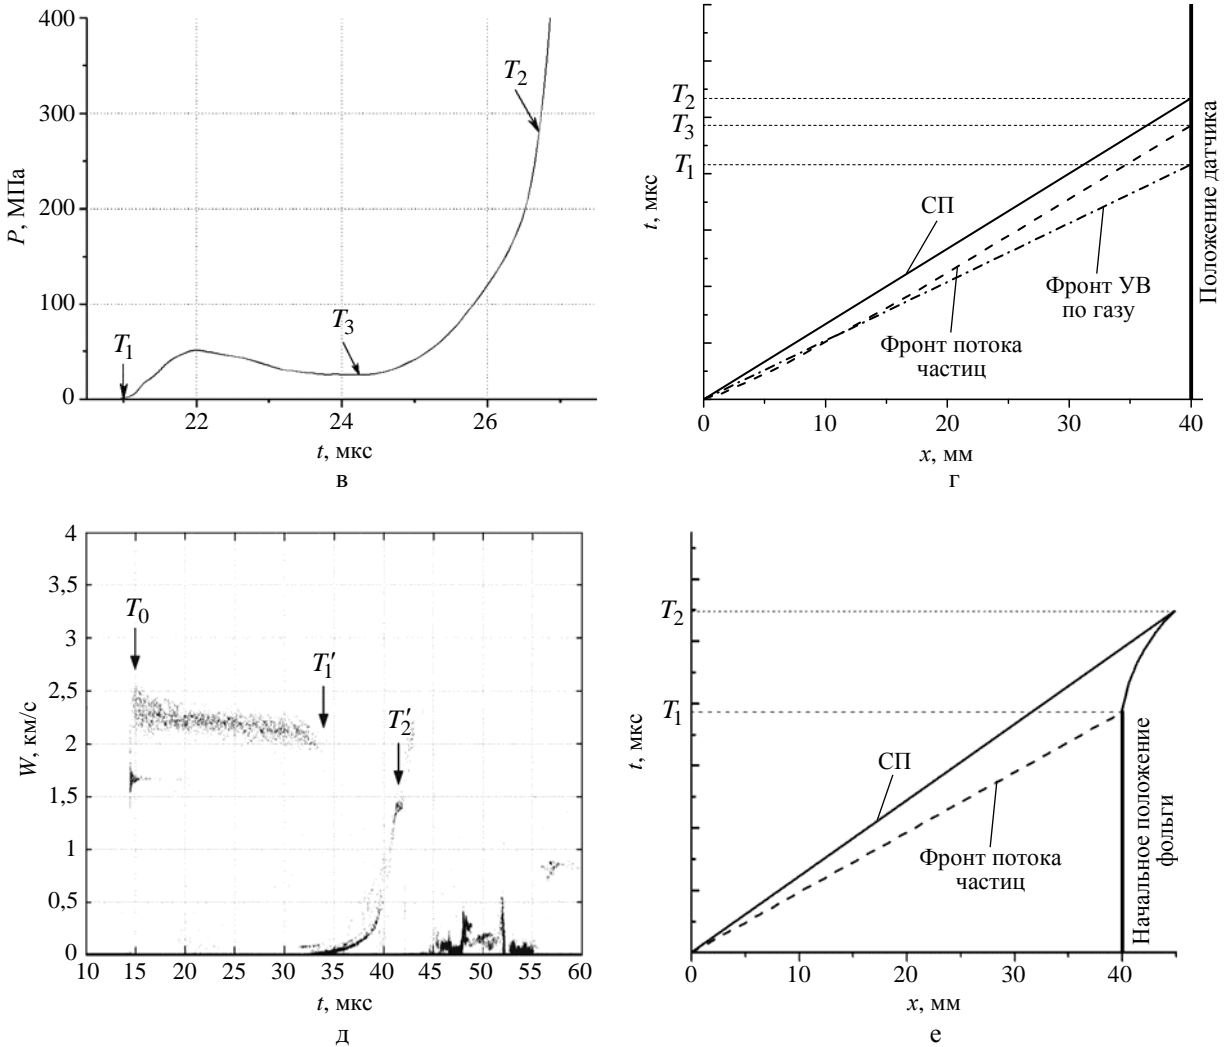 400
300
200
100
0
P, МПа
T1
T2
T3
22
24
26
t, мкс
в
T2
T3
T1
t, мкс
СП
Фронт УВ
по газу
Фронт потока
частиц
Положение датчика
0
10
20
30
40
x, мм
г
4
3,5
3
2,5
2
1,5
1
0,5
0
W, км/с
T0
T1′
T2′
10
15
20
25
30
35
40
45
50
55
60
t, мкс
д
T2
T1
t, мкс
СП
Фронт потока
частиц
Начальное положение
фольги
0
10
20
30
40
x, мм
е